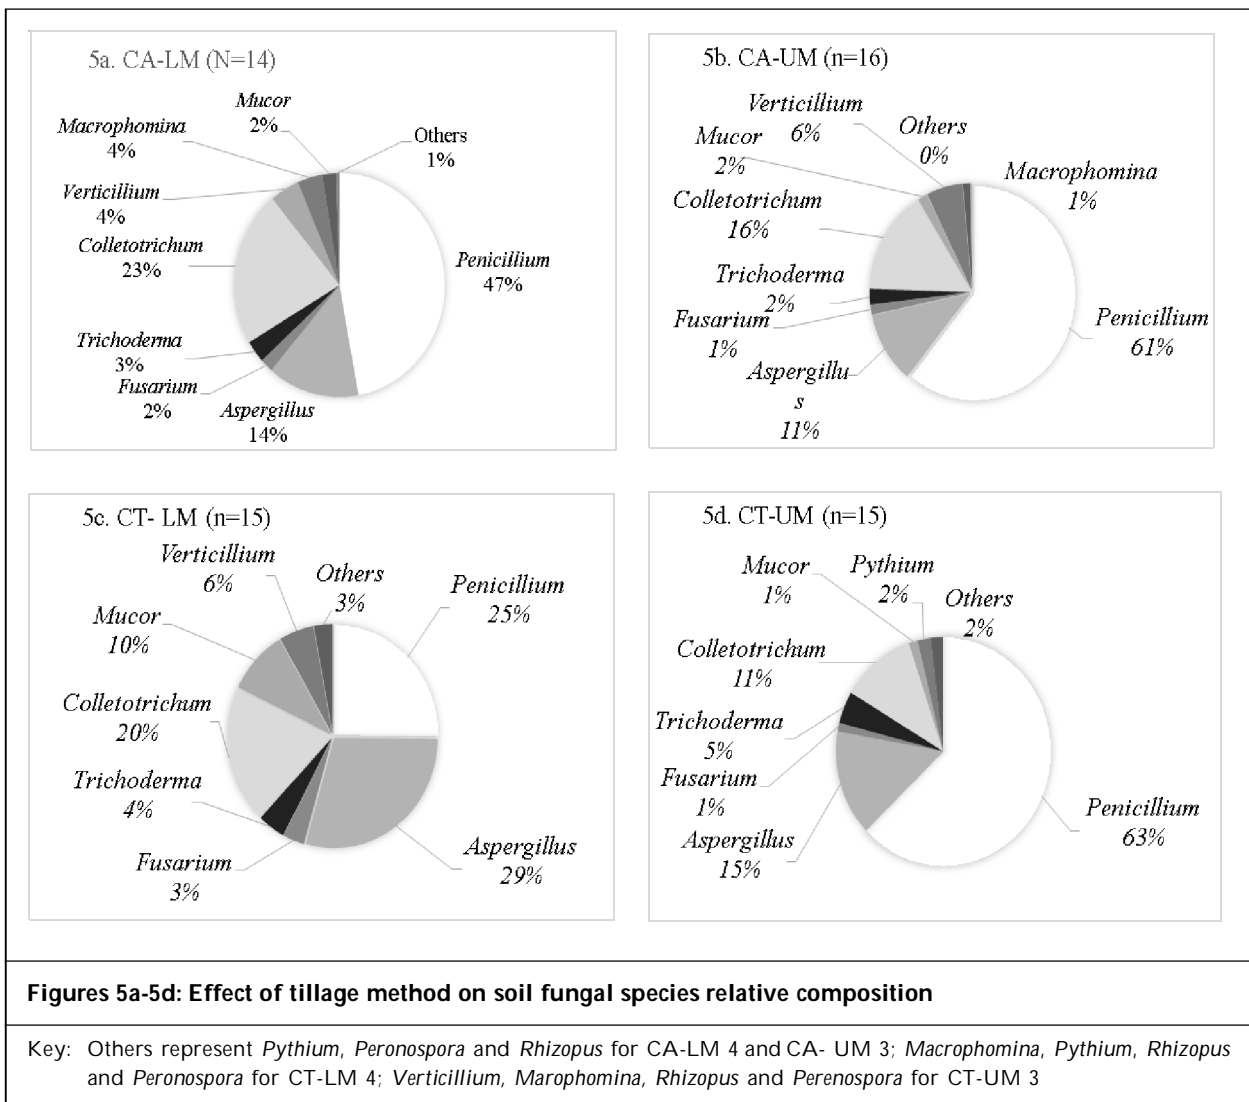 5a. CA-LM (N=14)
Mucor
2%
Macrophomina
4%
Others
1%
Verticillium
4%
Colletotrichum
23%
Penicillium
47%
Trichoderma
3%
Fusarium
2%
Aspergillus
14%
5b. CA-UM (n=16)
Verticillium
6%
Others
0%
Mucor
2%
Macrophomina
1%
Colletotrichum
16%
Trichoderma
2%
Fusarium
1%
Penicillium
61%
Aspergillu
s
11%
5c. CT- LM (n=15)
Verticillium
6%
Others
3%
Penicillium
25%
Mucor
10%
Colletotrichum
20%
Trichoderma
4%
Fusarium
3%
Aspergillus
29%
5d. CT-UM (n=15)
Mucor
1%
Pythium
2%
Others
2%
Colletotrichum
11%
Trichoderma
5%
Fusarium
1%
Aspergillus
15%
Penicillium
63%
Figures 5a-5d: Effect of tillage method on soil fungal species relative composition
Key: Others represent Pythium, Peronospora and Rhizopus for CA-LM 4 and CA- UM 3; Macrophomina, Pythium, Rhizopus
and Peronospora for CT-LM 4; Verticillium, Marophomina, Rhizopus and Perenospora for CT-UM 3